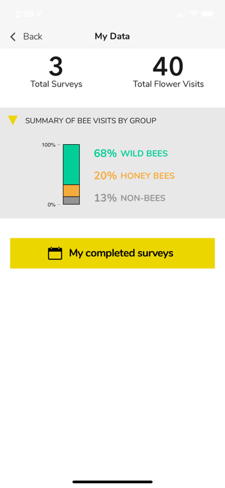 Back
My Data
3
Total Surveys
40
Total Flower Visits
SUMMARY OF BEE VISITS BY GROUP
100%
68% WILD BEES
20% HONEY BEES
13% NON-BEES
0%
My completed surveys